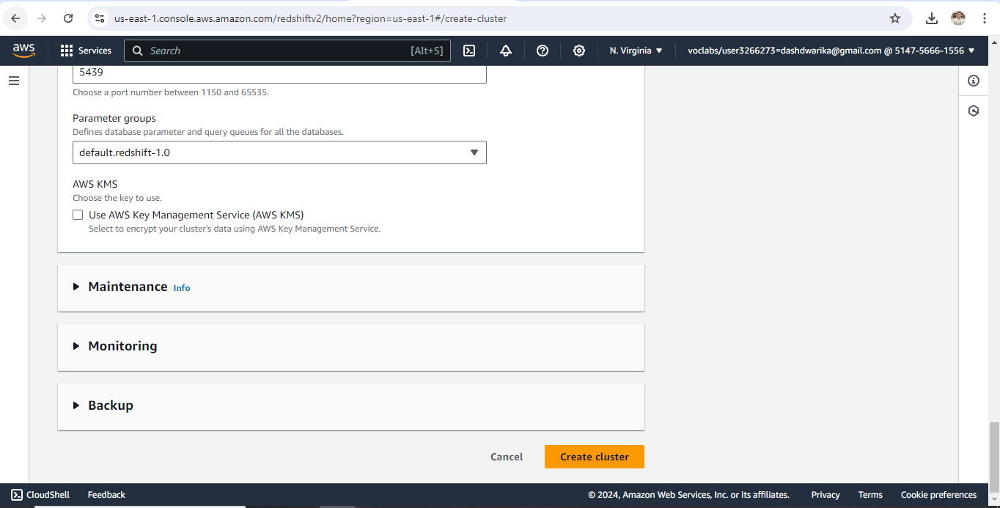 us-east-1.console.aws.amazon.com/redshiftv2/home?region=us-east-1#/create-cluster
aws
Services
Search
[Alt+S]
N. Virginia
voclabs/user3266273=dashdwarika@gmail.com @ 5147-5666-1556
5439
Choose a port number between 1150 and 65535.
Parameter groups
Defines database parameter and query queues for all the databases.
default.redshift-1.0
AWS KMS
Choose the key to use.
Use AWS Key Management Service (AWS KMS)
Select to encrypt your cluster's data using AWS Key Management Service.
Maintenance Info
Monitoring
Backup
Cancel
Create cluster
CloudShell
Feedback
© 2024, Amazon Web Services, Inc. or its affiliates.
Privacy
Terms
Cookie preferences